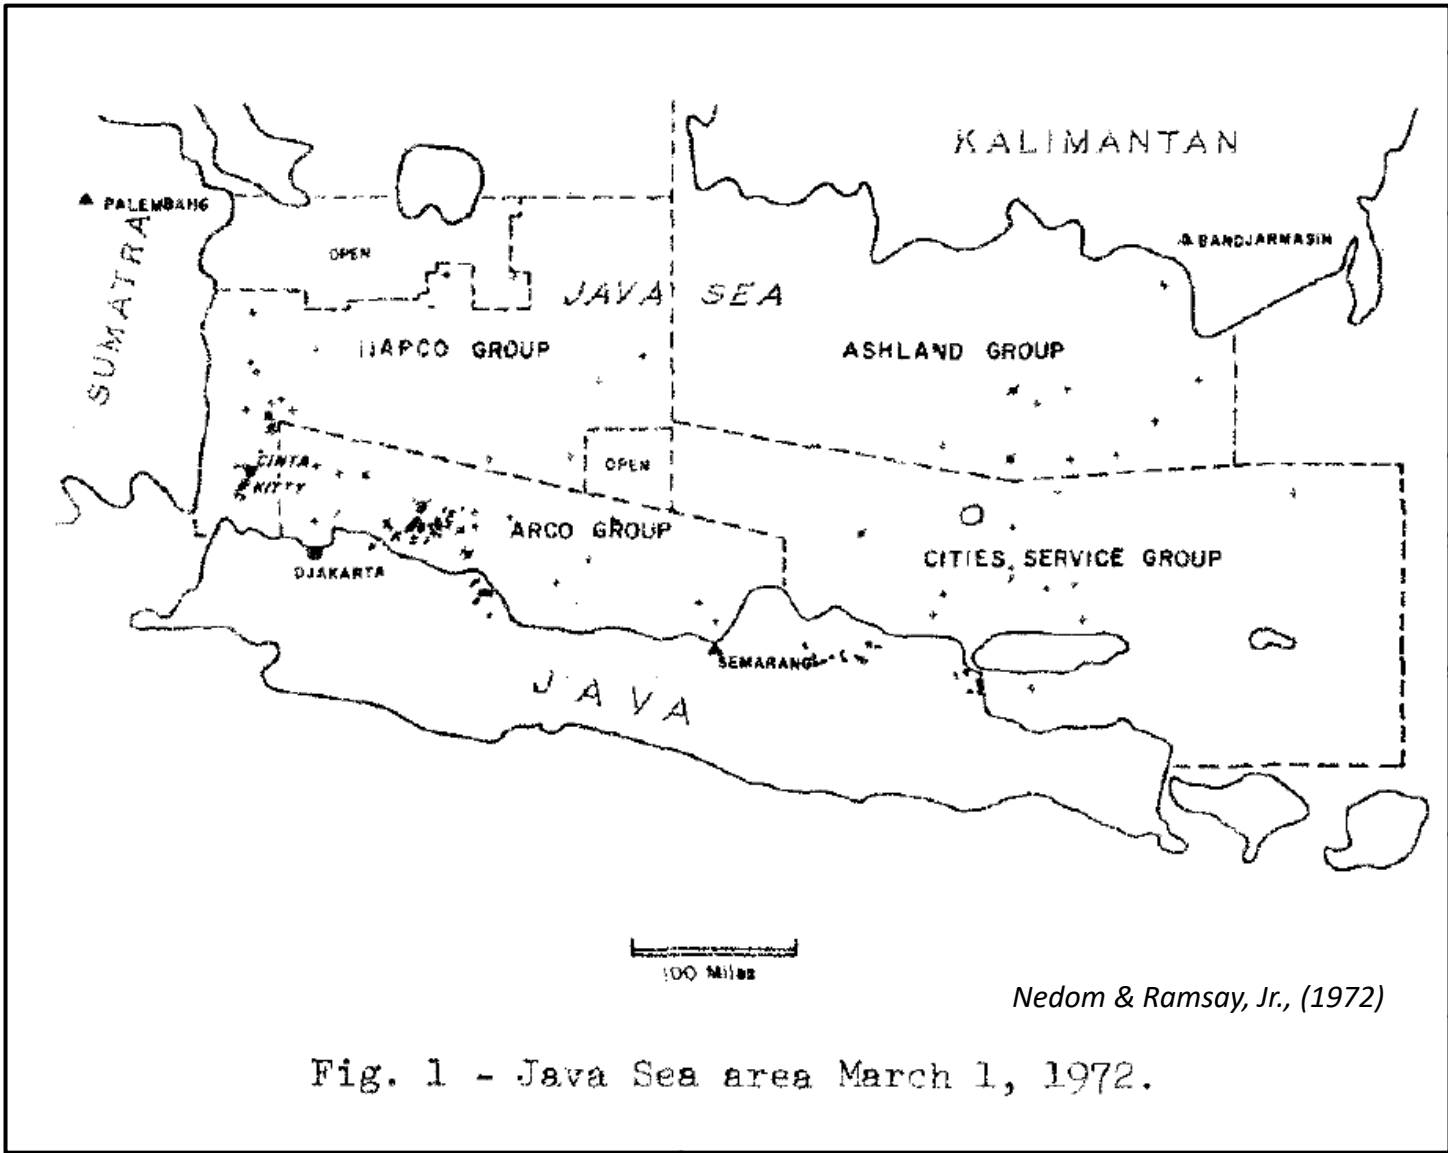 KALIMANTAN
PALEMBANG
SUMATRA
OPEN
BANDJARMASIN
JAVA SEA
IIAPCO GROUP
ASHLAND GROUP
CINTA
KITTY
OPEN
ARCO GROUP
CITIES SERVICE GROUP
DJAKARTA
SEMARANG
JAVA
100 Miles
Nedom & Ramsay, Jr., (1972)
Fig. 1 - Java Sea area March 1, 1972.